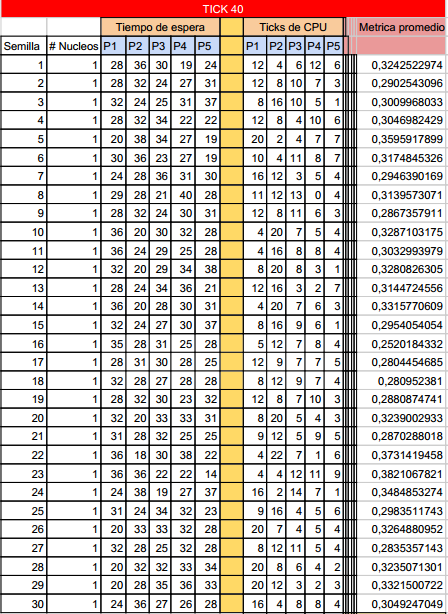 TICK 40
Tiempo de espera Ticks de CPU Metrica promedio
Semilla # Nucleos P1 P2 P3 P4 P5 P1 P2 P3 P4 P5
1 1 28 36 30 19 24 12 4 6 12 6 0,3242522974
2 1 28 32 24 27 31 12 8 10 7 3 0,2902543096
3 1 32 24 25 31 37 8 16 10 5 1 0,3009968033
4 1 28 32 34 22 22 12 8 4 10 6 0,3046982429
5 1 20 38 34 27 19 20 2 4 7 7 0,3595917899
6 1 30 36 23 27 19 10 4 11 8 7 0,3174845326
7 1 24 28 36 31 30 16 12 3 5 4 0,2946390169
8 1 29 28 21 40 28 11 12 13 0 4 0,3139573071
9 1 28 32 24 30 31 12 8 11 6 3 0,2867357911
10 1 36 20 30 32 28 4 20 7 5 4 0,3287103175
11 1 36 24 29 25 28 4 16 8 8 4 0,3032993979
12 1 32 20 29 34 38 8 20 8 3 1 0,3280826305
13 1 28 24 34 36 21 12 16 3 2 7 0,3144724556
14 1 36 20 28 30 31 4 20 7 6 3 0,3315770609
15 1 32 24 27 30 37 8 16 9 6 1 0,2954054054
16 1 35 28 31 25 28 5 12 7 8 4 0,2520184332
17 1 28 31 30 28 25 12 9 7 7 5 0,2804454685
18 1 32 28 27 28 28 8 12 9 7 4 0,280952381
19 1 28 32 30 23 32 12 8 7 10 3 0,2880874741
20 1 32 20 33 33 31 8 20 5 4 3 0,3239002933
21 1 31 28 32 25 25 9 12 5 9 5 0,2870288018
22 1 36 18 30 38 22 4 22 7 1 6 0,3731419458
23 1 36 36 22 22 14 4 4 12 11 9 0,3821067821
24 1 24 38 19 27 37 16 2 14 7 1 0,3484853274
25 1 31 24 34 32 23 9 16 4 5 6 0,2983511743
26 1 20 33 33 32 28 20 7 4 5 4 0,3264880952
27 1 32 28 25 32 28 8 12 11 5 4 0,2835357143
28 1 20 32 32 33 34 20 8 6 4 2 0,3235071301
29 1 20 28 35 36 33 20 12 3 2 3 0,3321500722
30 1 24 36 27 26 28 16 4 8 8 4 0,3049247049